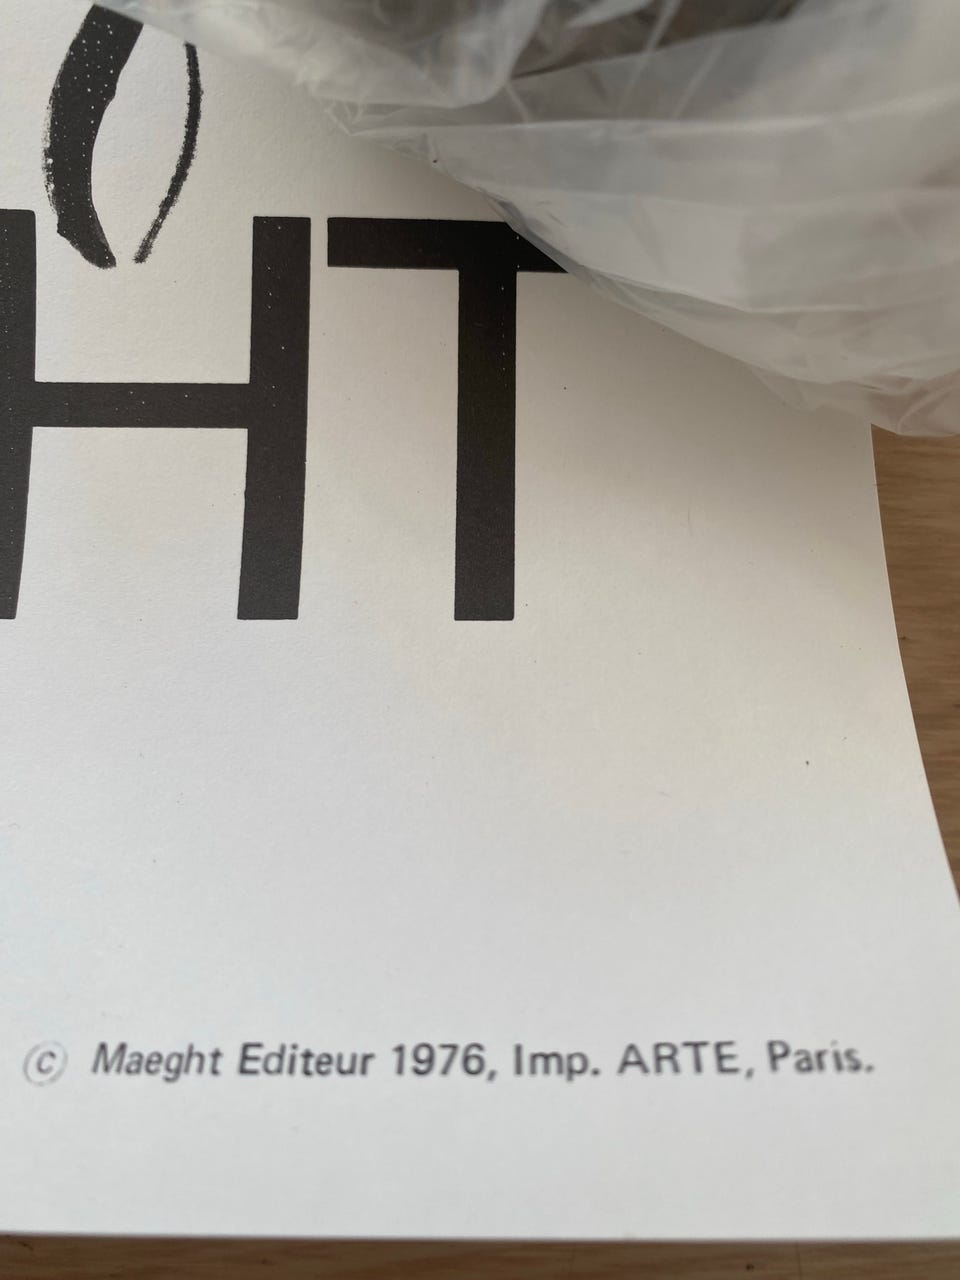 HT
© Maeght Editeur 1976, Imp. ARTE, Paris.